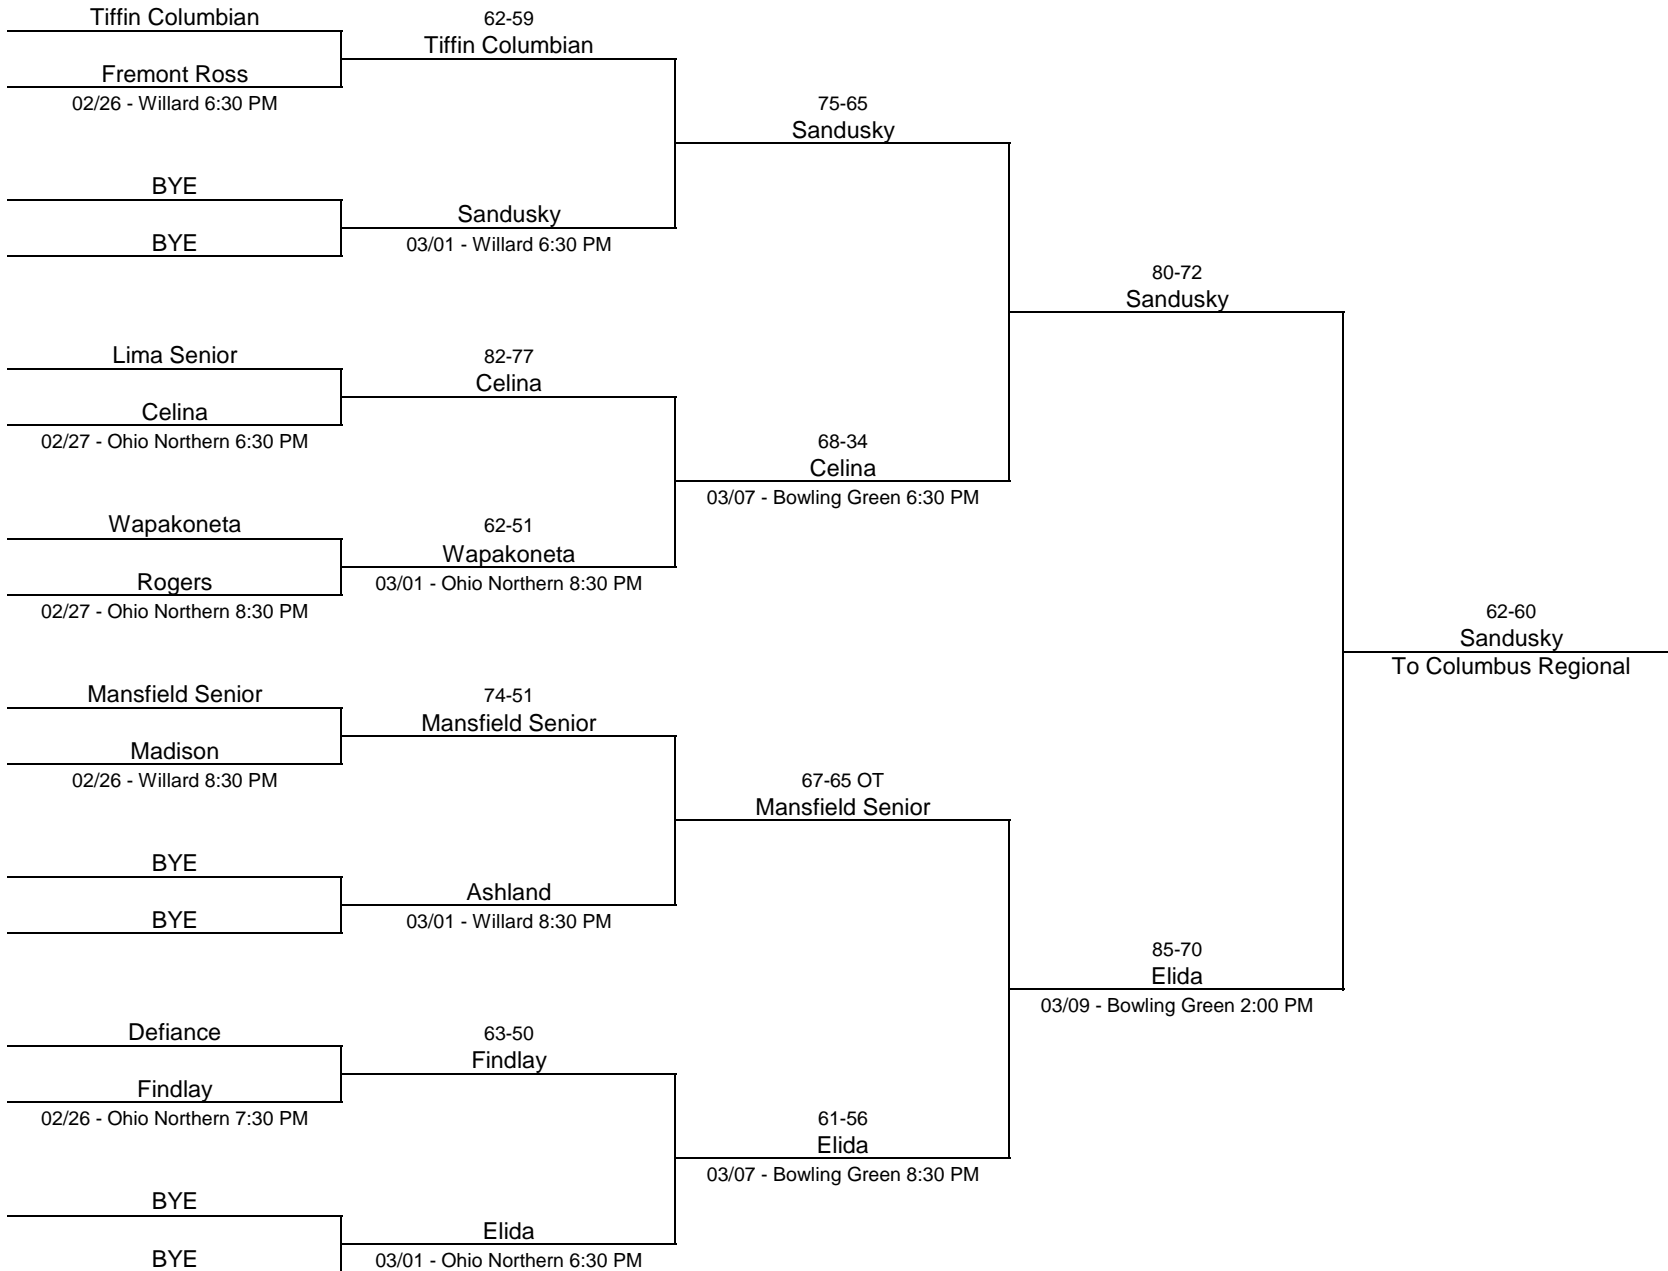 Tiffin Columbian
Fremont Ross
02/26 - Willard 6:30 PM
BYE
BYE
Lima Senior
Celina
02/27 - Ohio Northern 6:30 PM
Wapakoneta
Rogers
02/27 - Ohio Northern 8:30 PM
Mansfield Senior
Madison
02/26 - Willard 8:30 PM
BYE
BYE
Defiance
Findlay
02/26 - Ohio Northern 7:30 PM
BYE
BYE
62-59
Tiffin Columbian
Sandusky
03/01 - Willard 6:30 PM
82-77
Celina
62-51
Wapakoneta
03/01 - Ohio Northern 8:30 PM
74-51
Mansfield Senior
Ashland
03/01 - Willard 8:30 PM
63-50
Findlay
Elida
03/01 - Ohio Northern 6:30 PM
75-65
Sandusky
68-34
Celina
03/07 - Bowling Green 6:30 PM
67-65 OT
Mansfield Senior
61-56
Elida
03/07 - Bowling Green 8:30 PM
80-72
Sandusky
85-70
Elida
03/09 - Bowling Green 2:00 PM
62-60
Sandusky
To Columbus Regional